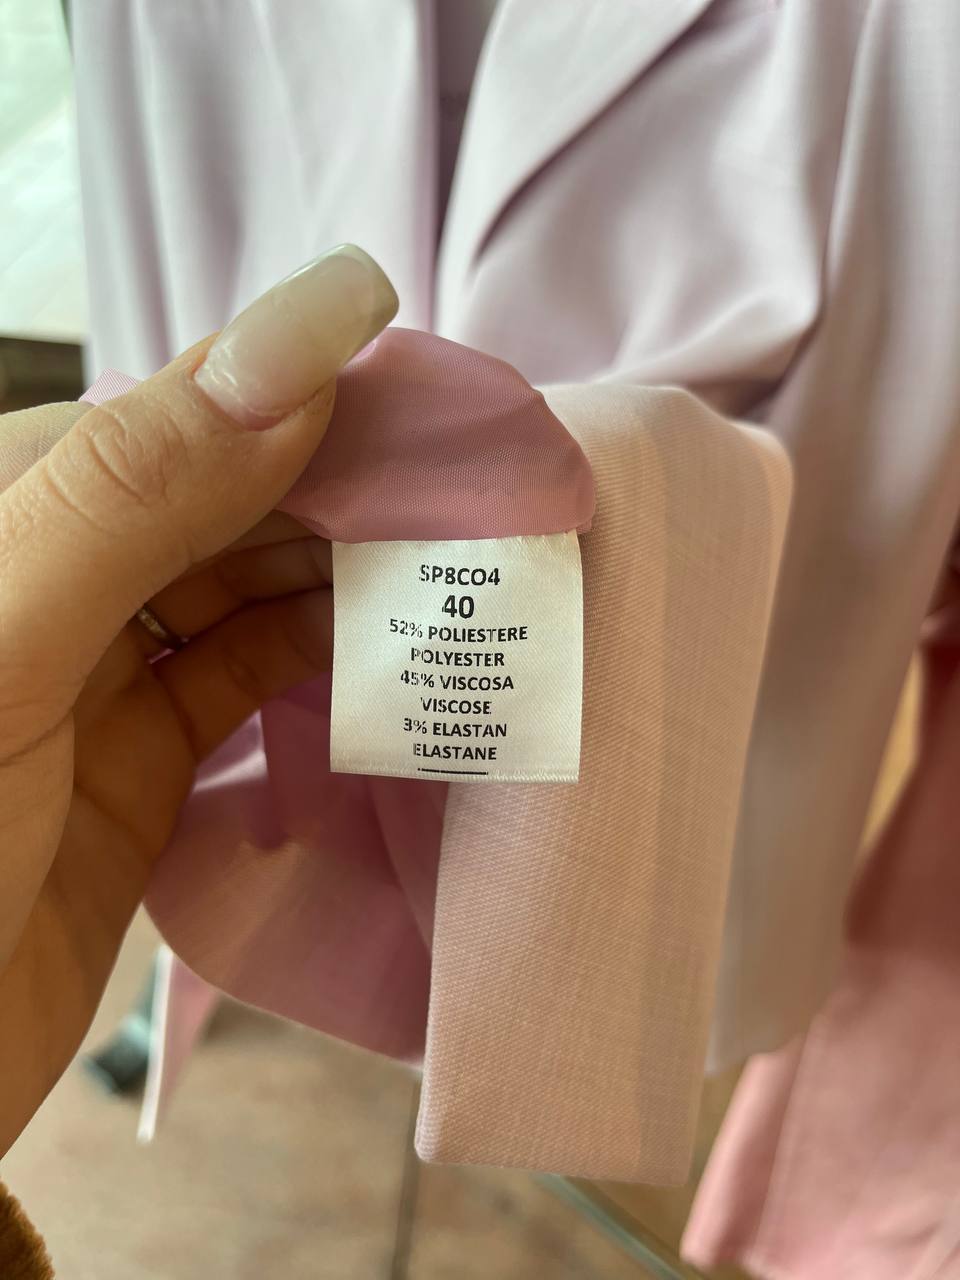 SP8CO4
40
52% POLIESTERE
POLYESTER
45% VISCOSA
VISCOSE
3% ELASTAN
ELASTANE